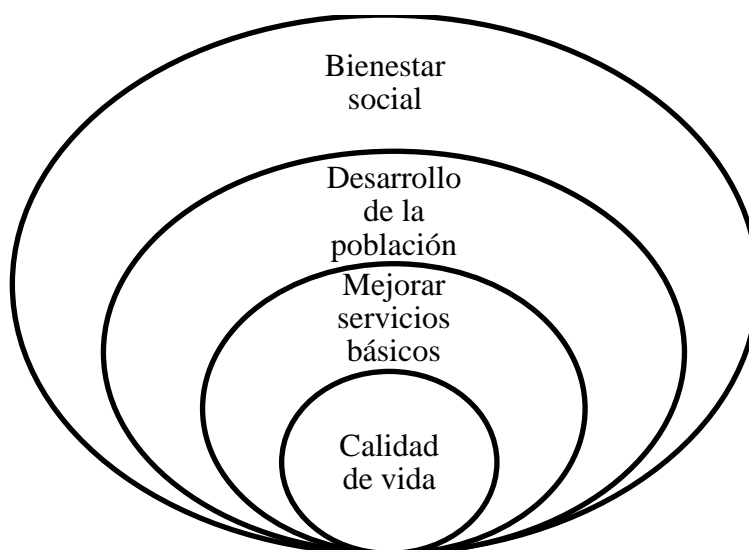 Bienestar
social
Desarrollo
de la
población
Mejorar
servicios
básicos
Calidad
de vida